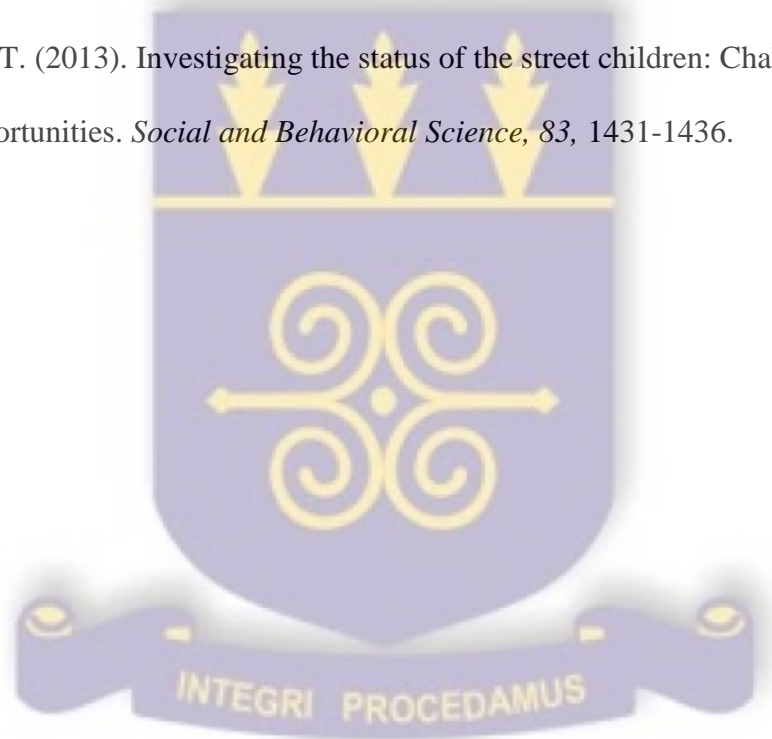 T. (2013). Investigating the status of the street children: Cha
ortunities. Social and Behavioral Science, 83, 1431-1436.
INTEGRI PROCEDAMUS